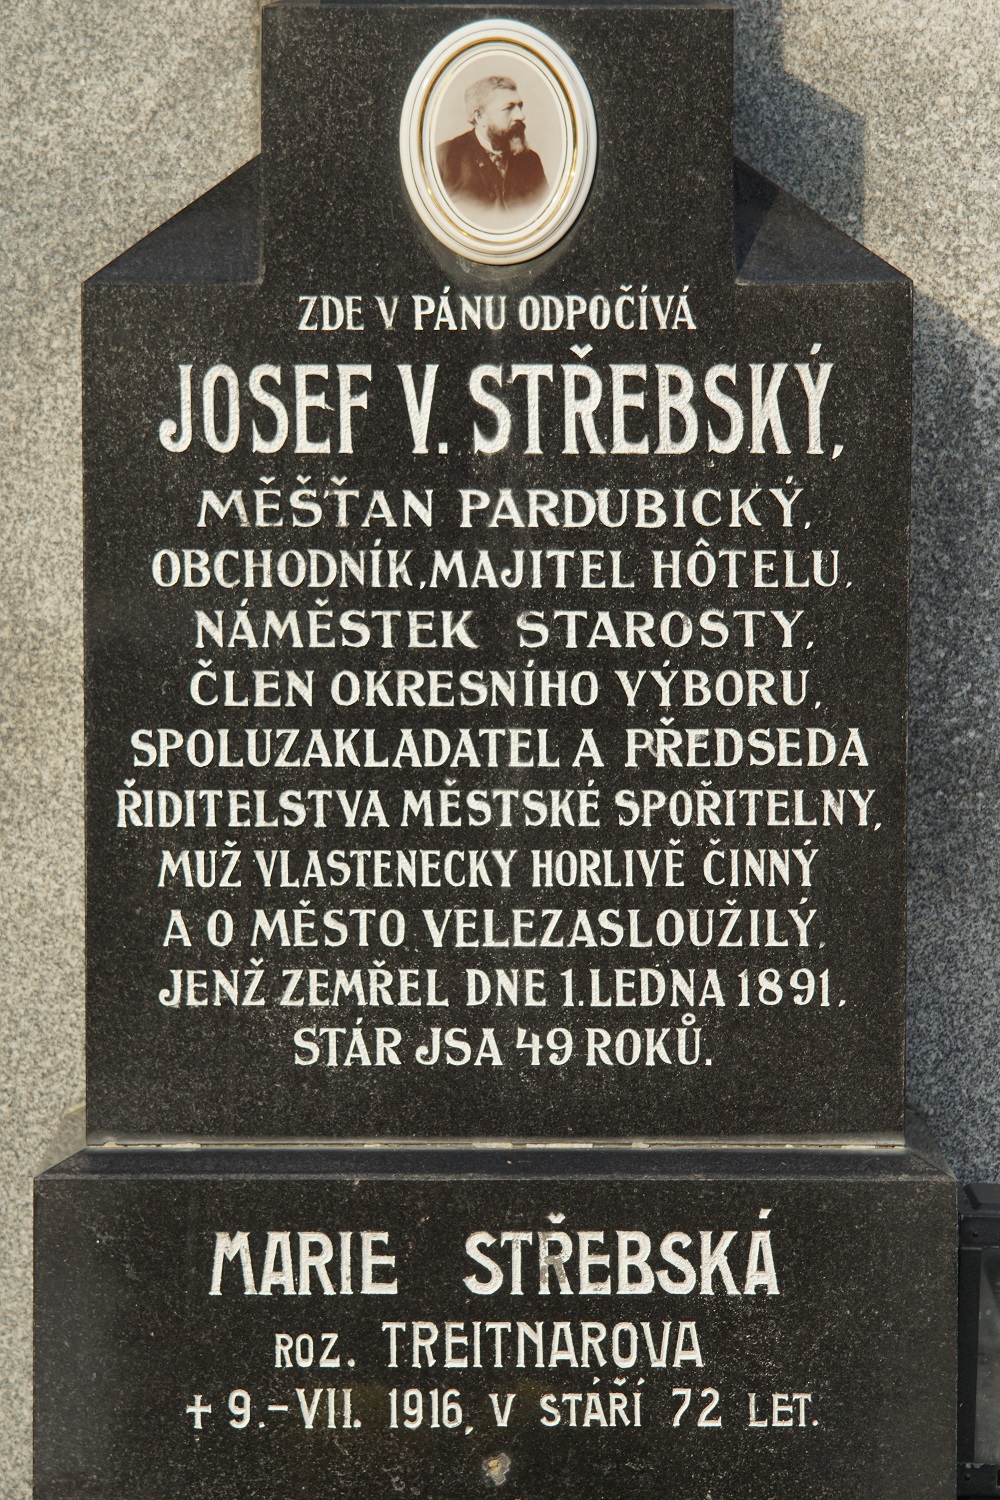 ZDE V PÁNU ODPOČÍVÁ
JOSEF V. STŘEBSKÝ,
MĚŠŤAN PARDUBICKÝ,
OBCHODNÍK, MAJITEL HÔTELU,
NÁMĚSTEK STAROSTY,
ČLEN OKRESNÍHO VÝBORU,
SPOLUZAKLADATEL A PŘEDSEDA
ŘIDITELSTVA MĚSTSKÉ SPOŘITELNY,
MUŽ VLASTENECKY HORLIVĚ ČINNÝ
A O MĚSTO VELEZASLOUŽILÝ,
JENŽ ZEMŘEL DNE 1. LEDNA 1891,
STÁR JSA 49 ROKŮ.
MARIE STŘEBSKÁ
ROZ. TREITNAROVA
✝ 9.-VII. 1916, V STÁŘÍ 72 LET.